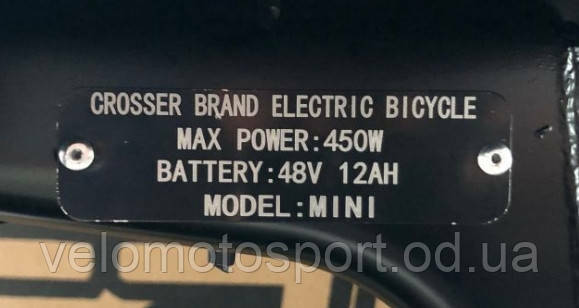 CROSSER BRAND ELECTRIC BICYCLE
MAX POWER:450W
BATTERY:48V 12AH
MODEL:MINI
velomotosport.od.ua